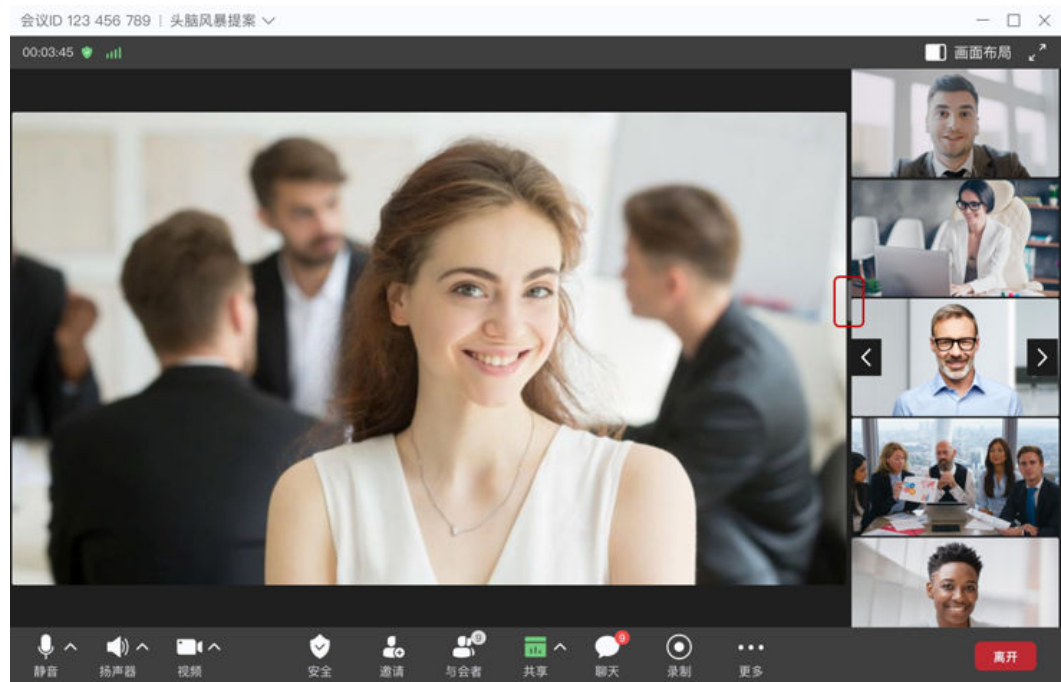 会议ID 123 456 789 | 头脑风暴提案
00:03:45
画面布局
静音
扬声器
视频
安全
邀请
9
与会者
共享
9
聊天
录制
更多
离开